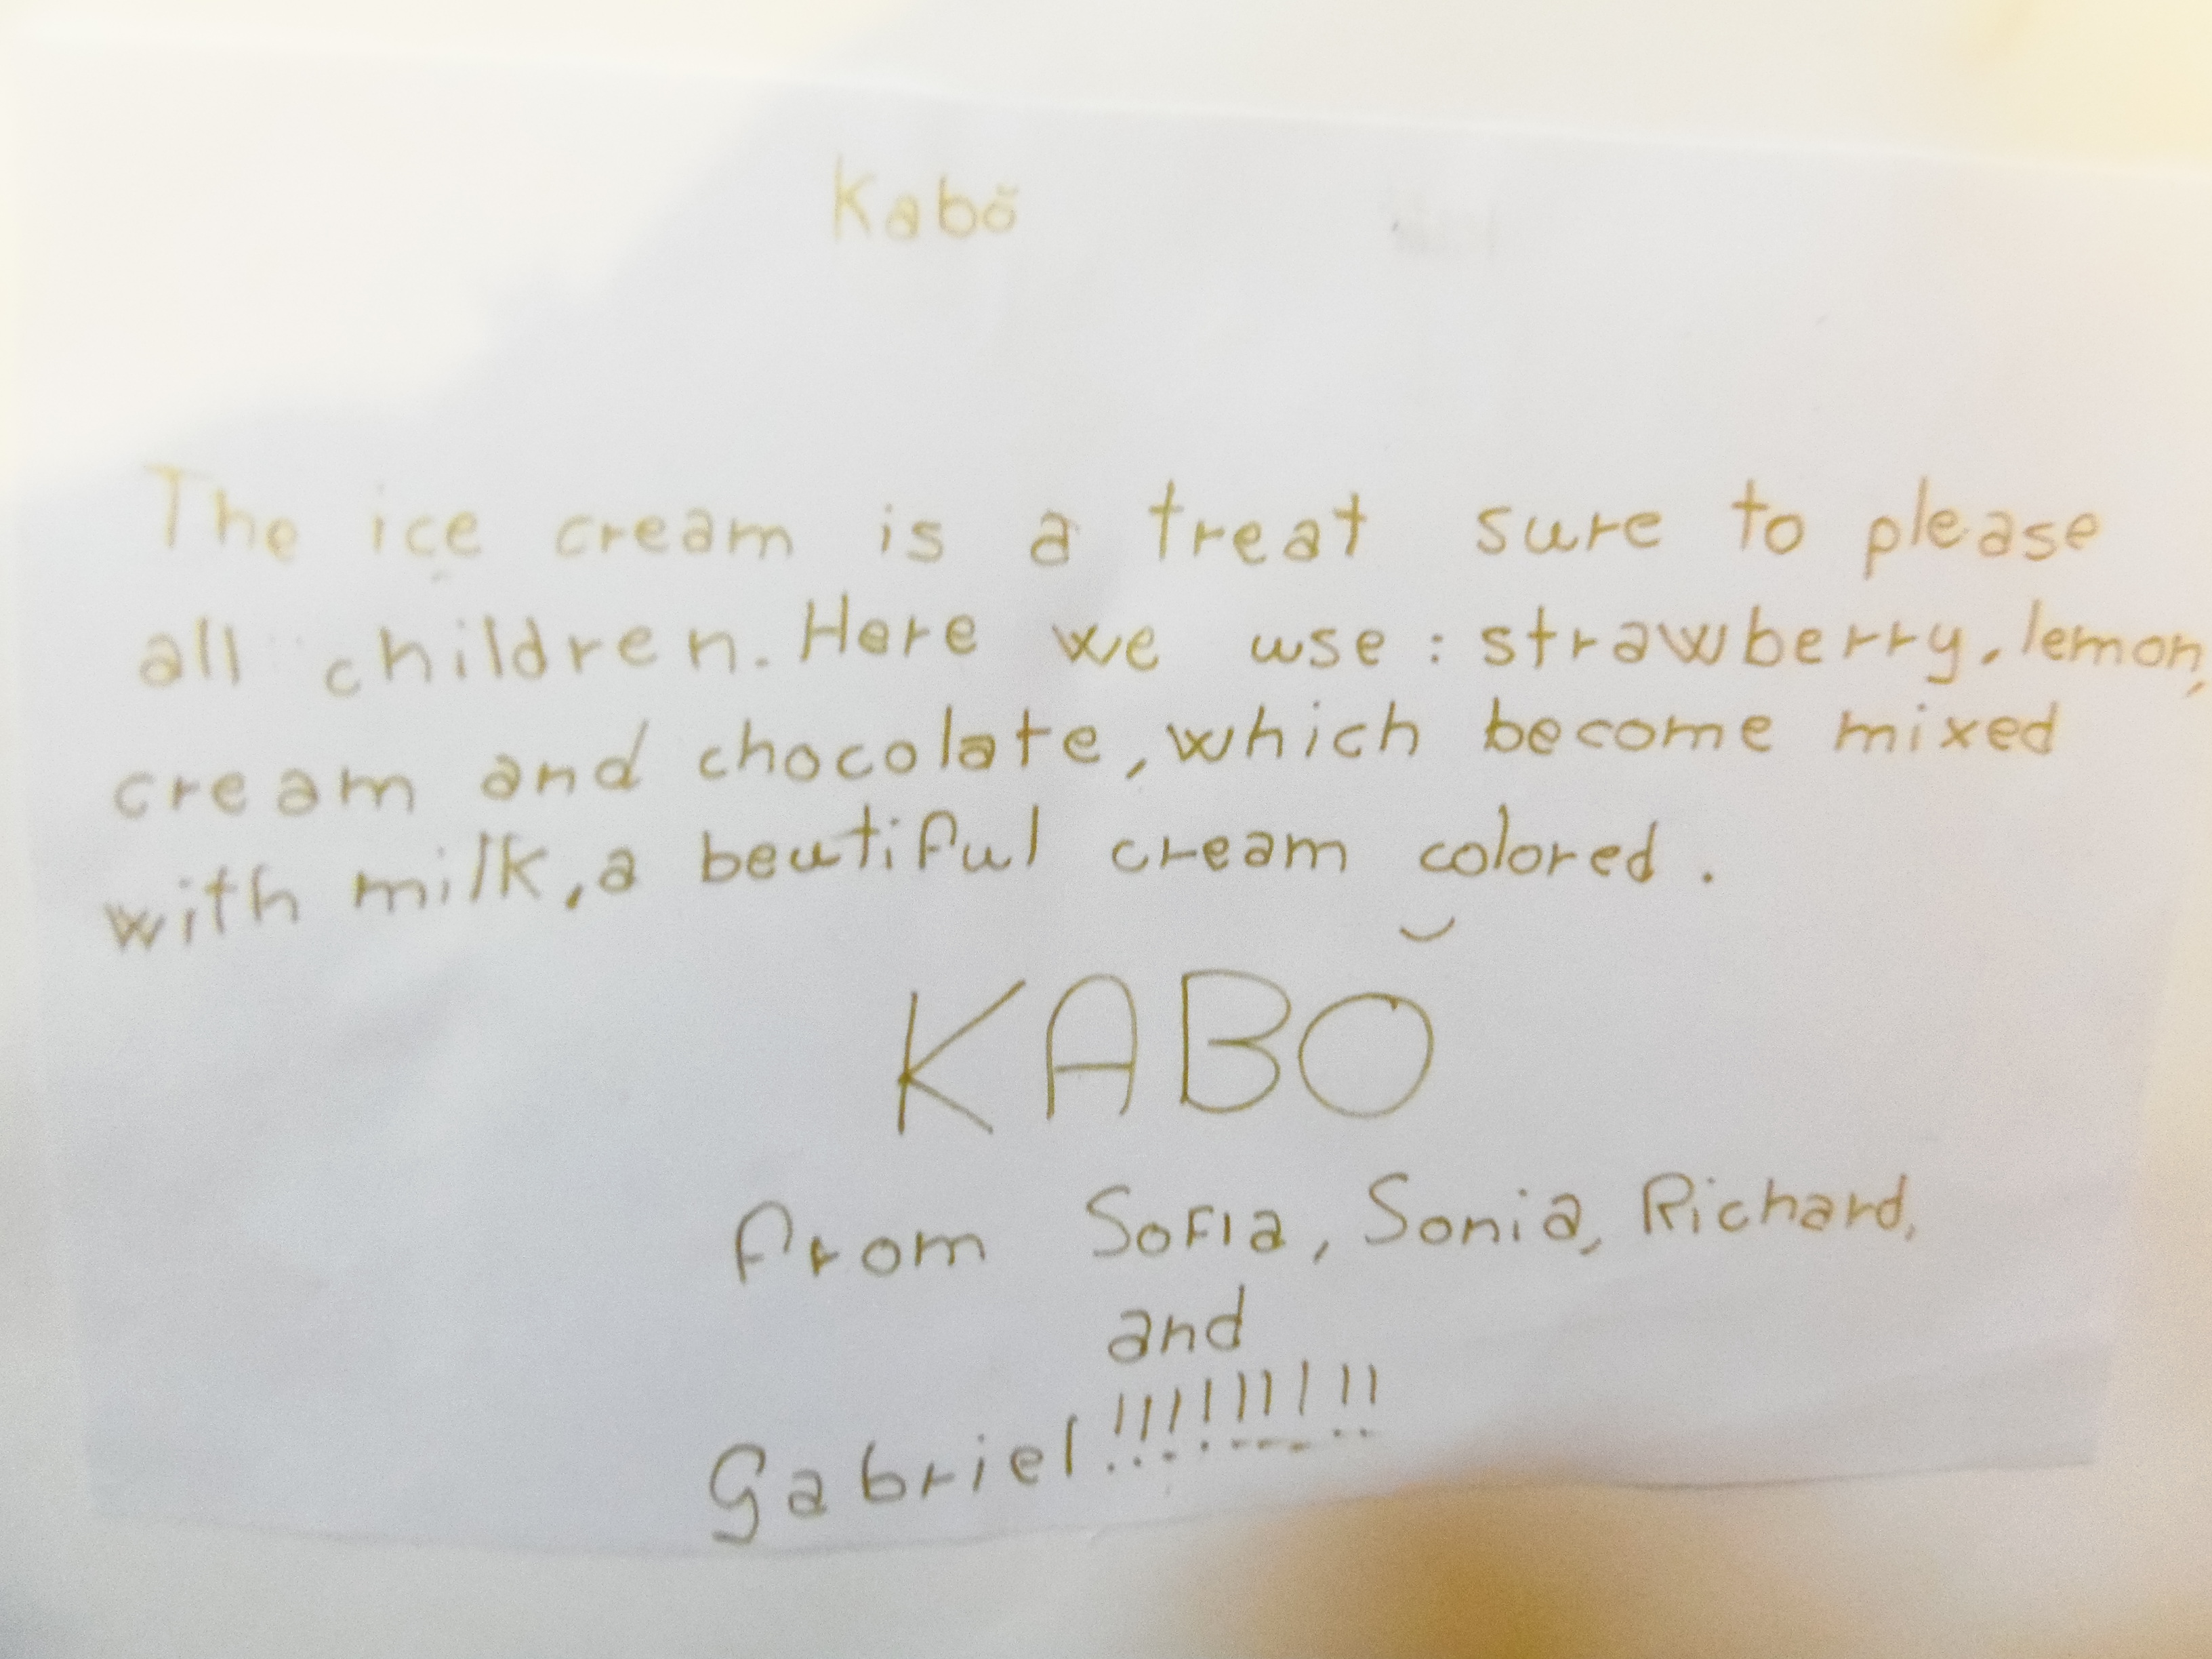 Kabŏ
The ice cream is a treat sure to please
all children. Here we use: strawberry, lemon,
cream and chocolate, which become mixed
with milk, a beutiful cream colored.
KABŎ
From Sofia, Sonia, Richard,
and
Gabriel!!!!!!!!!!